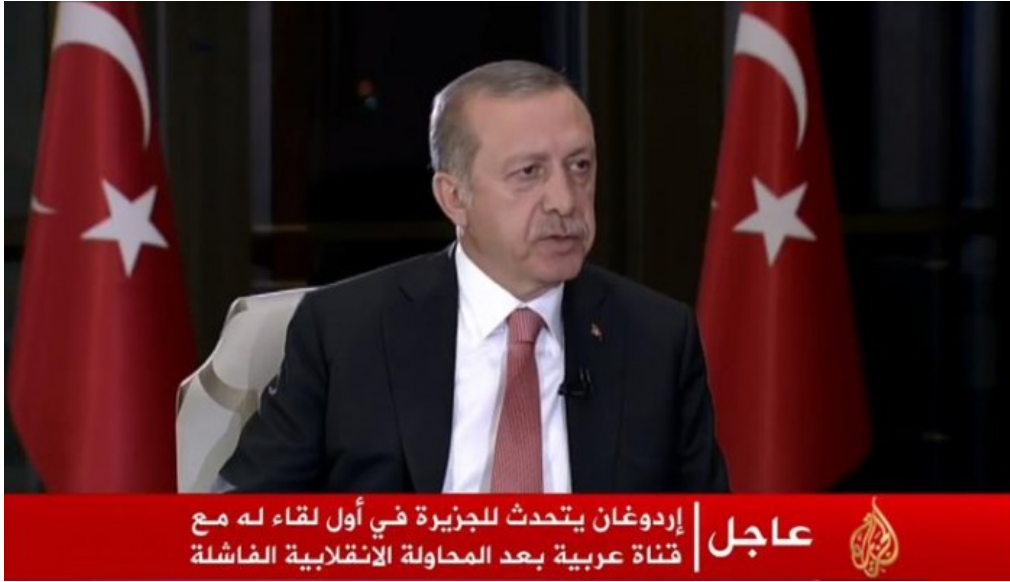 عاجل
إردوغان يتحدث للجزيرة في أول لقاء له مع
قناة عربية بعد المحاولة الانقلابية الفاشلة